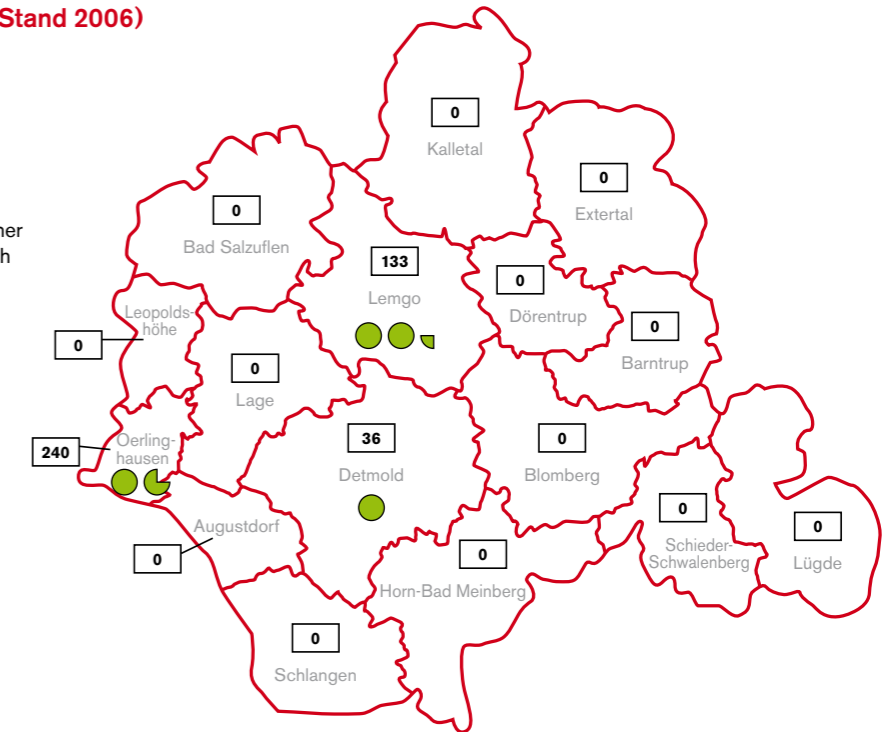 Stand 2006)
ner
h
0
Kalletal
0
Extertal
0
Bad Salzuflen
133
Lemgo
0
Dörentrup
Leopolds-
höhe
0
0
Barntrup
0
Lage
240
Oerling-
hausen
36
Detmold
0
Blomberg
Augustdorf
0
0
Horn-Bad Meinberg
0
Schieder-
Schwalenberg
0
Lügde
0
Schlangen